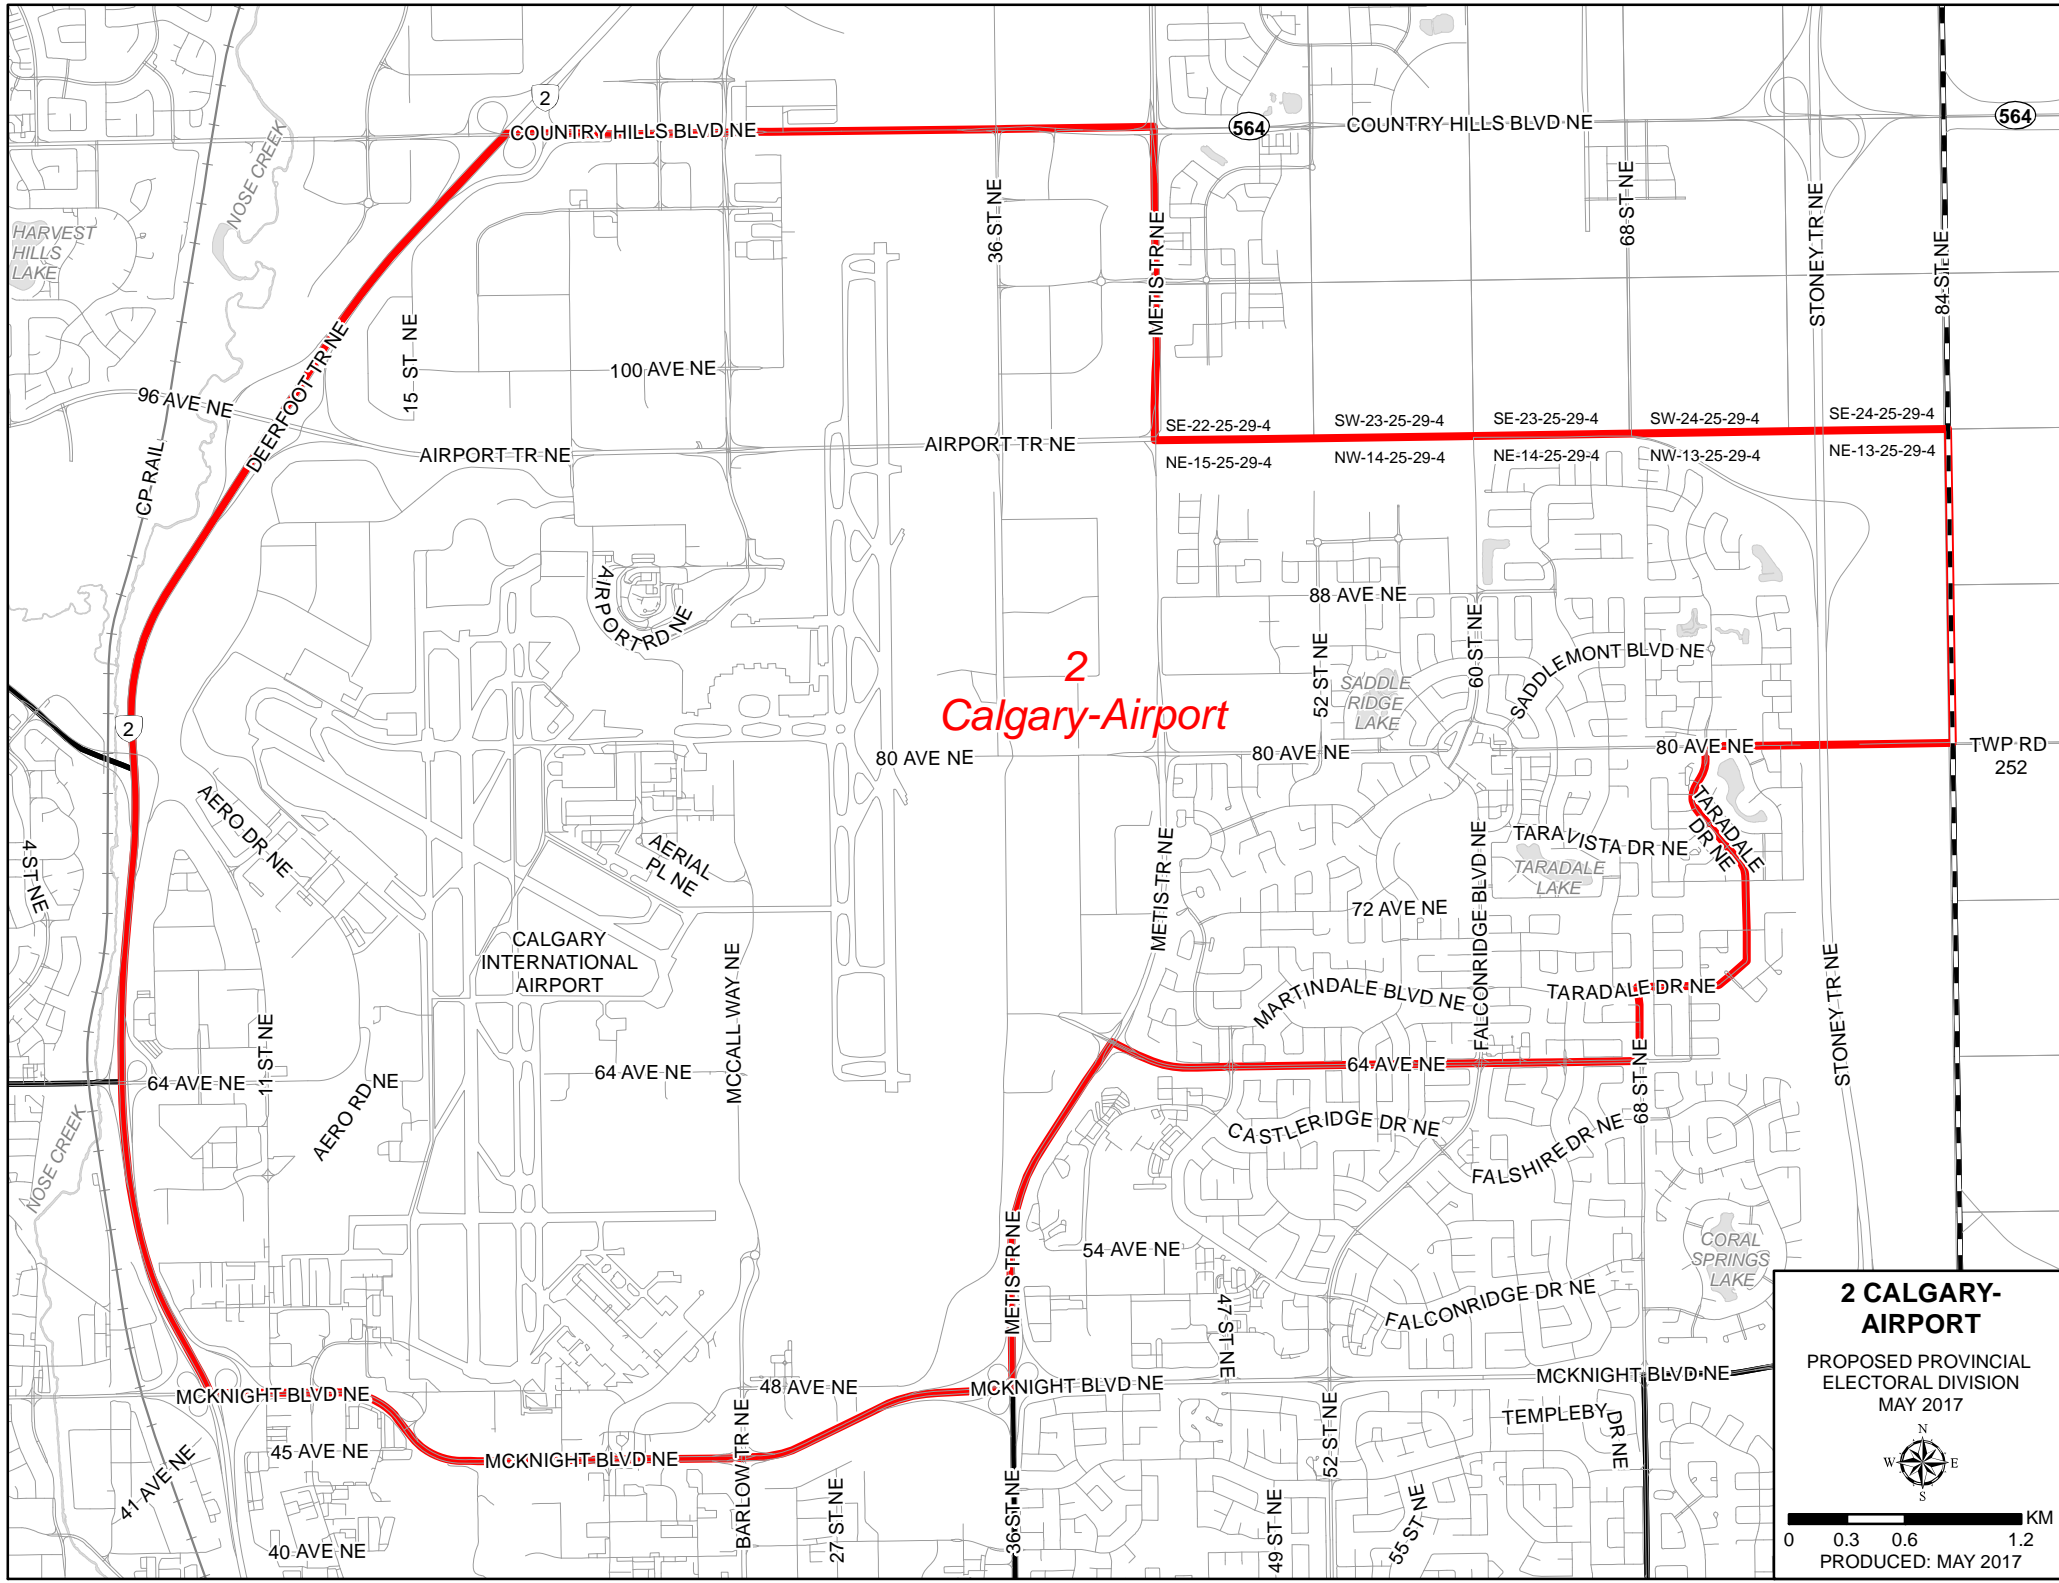 2
COUNTRY HILLS BLVD NE
564
COUNTRY HILLS BLVD NE
564
NOSE CREEK
HARVEST
HILLS
LAKE
36 ST NE
METIS TR NE
68 ST NE
STONEY TR NE
84 ST NE
DEERFOOT TR NE
15 ST NE
100 AVE NE
96 AVE NE
CP RAIL
AIRPORT TR NE
AIRPORT TR NE
SE-22-25-29-4
SW-23-25-29-4
SE-23-25-29-4
SW-24-25-29-4
SE-24-25-29-4
NE-15-25-29-4
NW-14-25-29-4
NE-14-25-29-4
NW-13-25-29-4
NE-13-25-29-4
AIRPORT RD NE
88 AVE NE
52 ST NE
60 ST NE
SADDLEMONT BLVD NE
SADDLE
RIDGE
LAKE
2
Calgary-Airport
2
80 AVE NE
80 AVE NE
80 AVE NE
TWP RD
252
AERO DR NE
AERIAL
PL NE
4 ST NE
METIS TR NE
FALCONRIDGE BLVD NE
TARAVISTA DR NE
TARADALE
DR NE
TARADALE
LAKE
72 AVE NE
CALGARY
INTERNATIONAL
AIRPORT
MCCALL WAY NE
MARTINDALE BLVD NE
TARADALE DR NE
STONEY TR NE
11 ST NE
64 AVE NE
64 AVE NE
64 AVE NE
68 ST NE
AERO RD NE
NOSE CREEK
CASTLERIDGE DR NE
FALSHIRE DR NE
54 AVE NE
METIS TR NE
CORAL
SPRINGS
LAKE
47 ST NE
FALCONRIDGE DR NE
MCKNIGHT BLVD NE
48 AVE NE
MCKNIGHT BLVD NE
MCKNIGHT BLVD NE
45 AVE NE
MCKNIGHT BLVD NE
BARLOW TR NE
41 AVE NE
40 AVE NE
27 ST NE
36 ST NE
49 ST NE
52 ST NE
55 ST NE
TEMPLEBY DR NE
2 CALGARY-
AIRPORT
PROPOSED PROVINCIAL
ELECTORAL DIVISION
MAY 2017
N
W E
S
KM
0 0.3 0.6 1.2
PRODUCED: MAY 2017